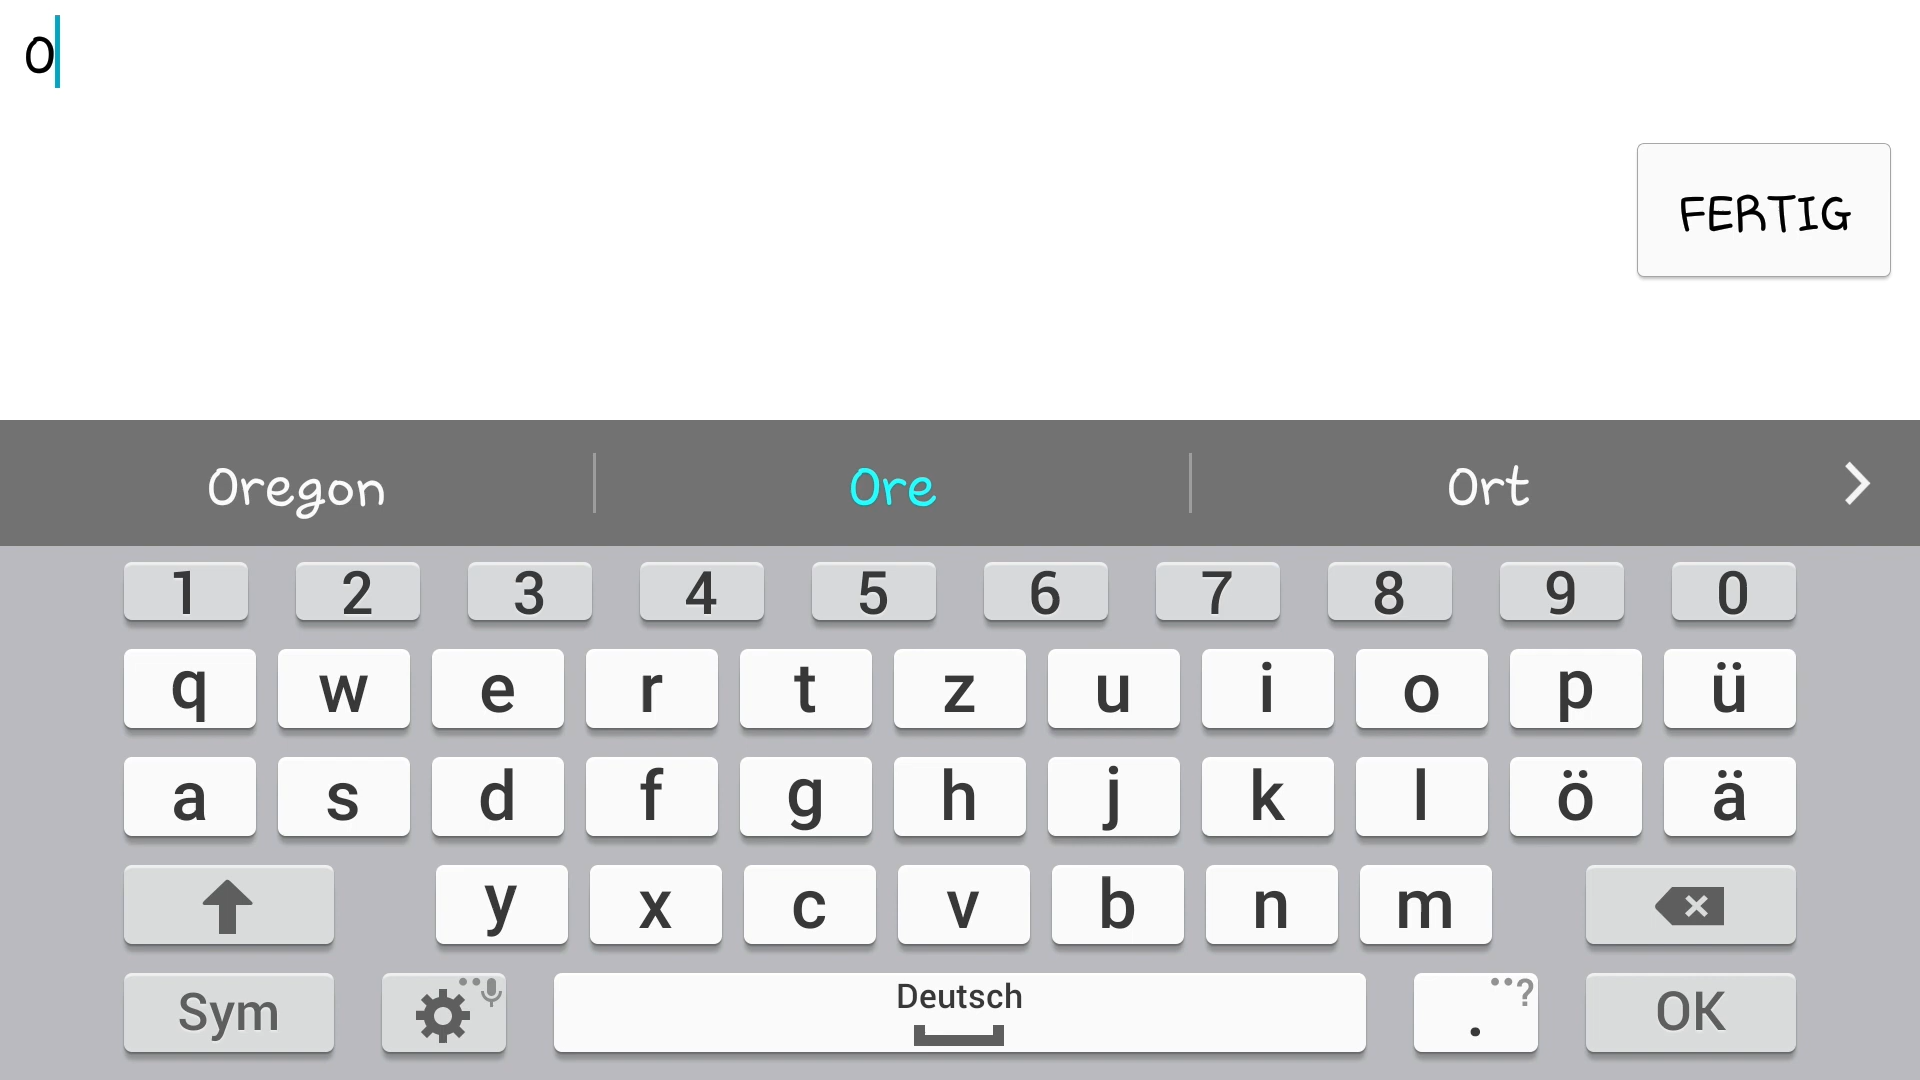 O
FERTIG
Oregon Ore Ort
1 2 3 4 5 6 7 8 9 0
q w e r t z u i o p ü
a s d f g h j k l ö ä
y x c v b n m
Sym Deutsch . ? OK